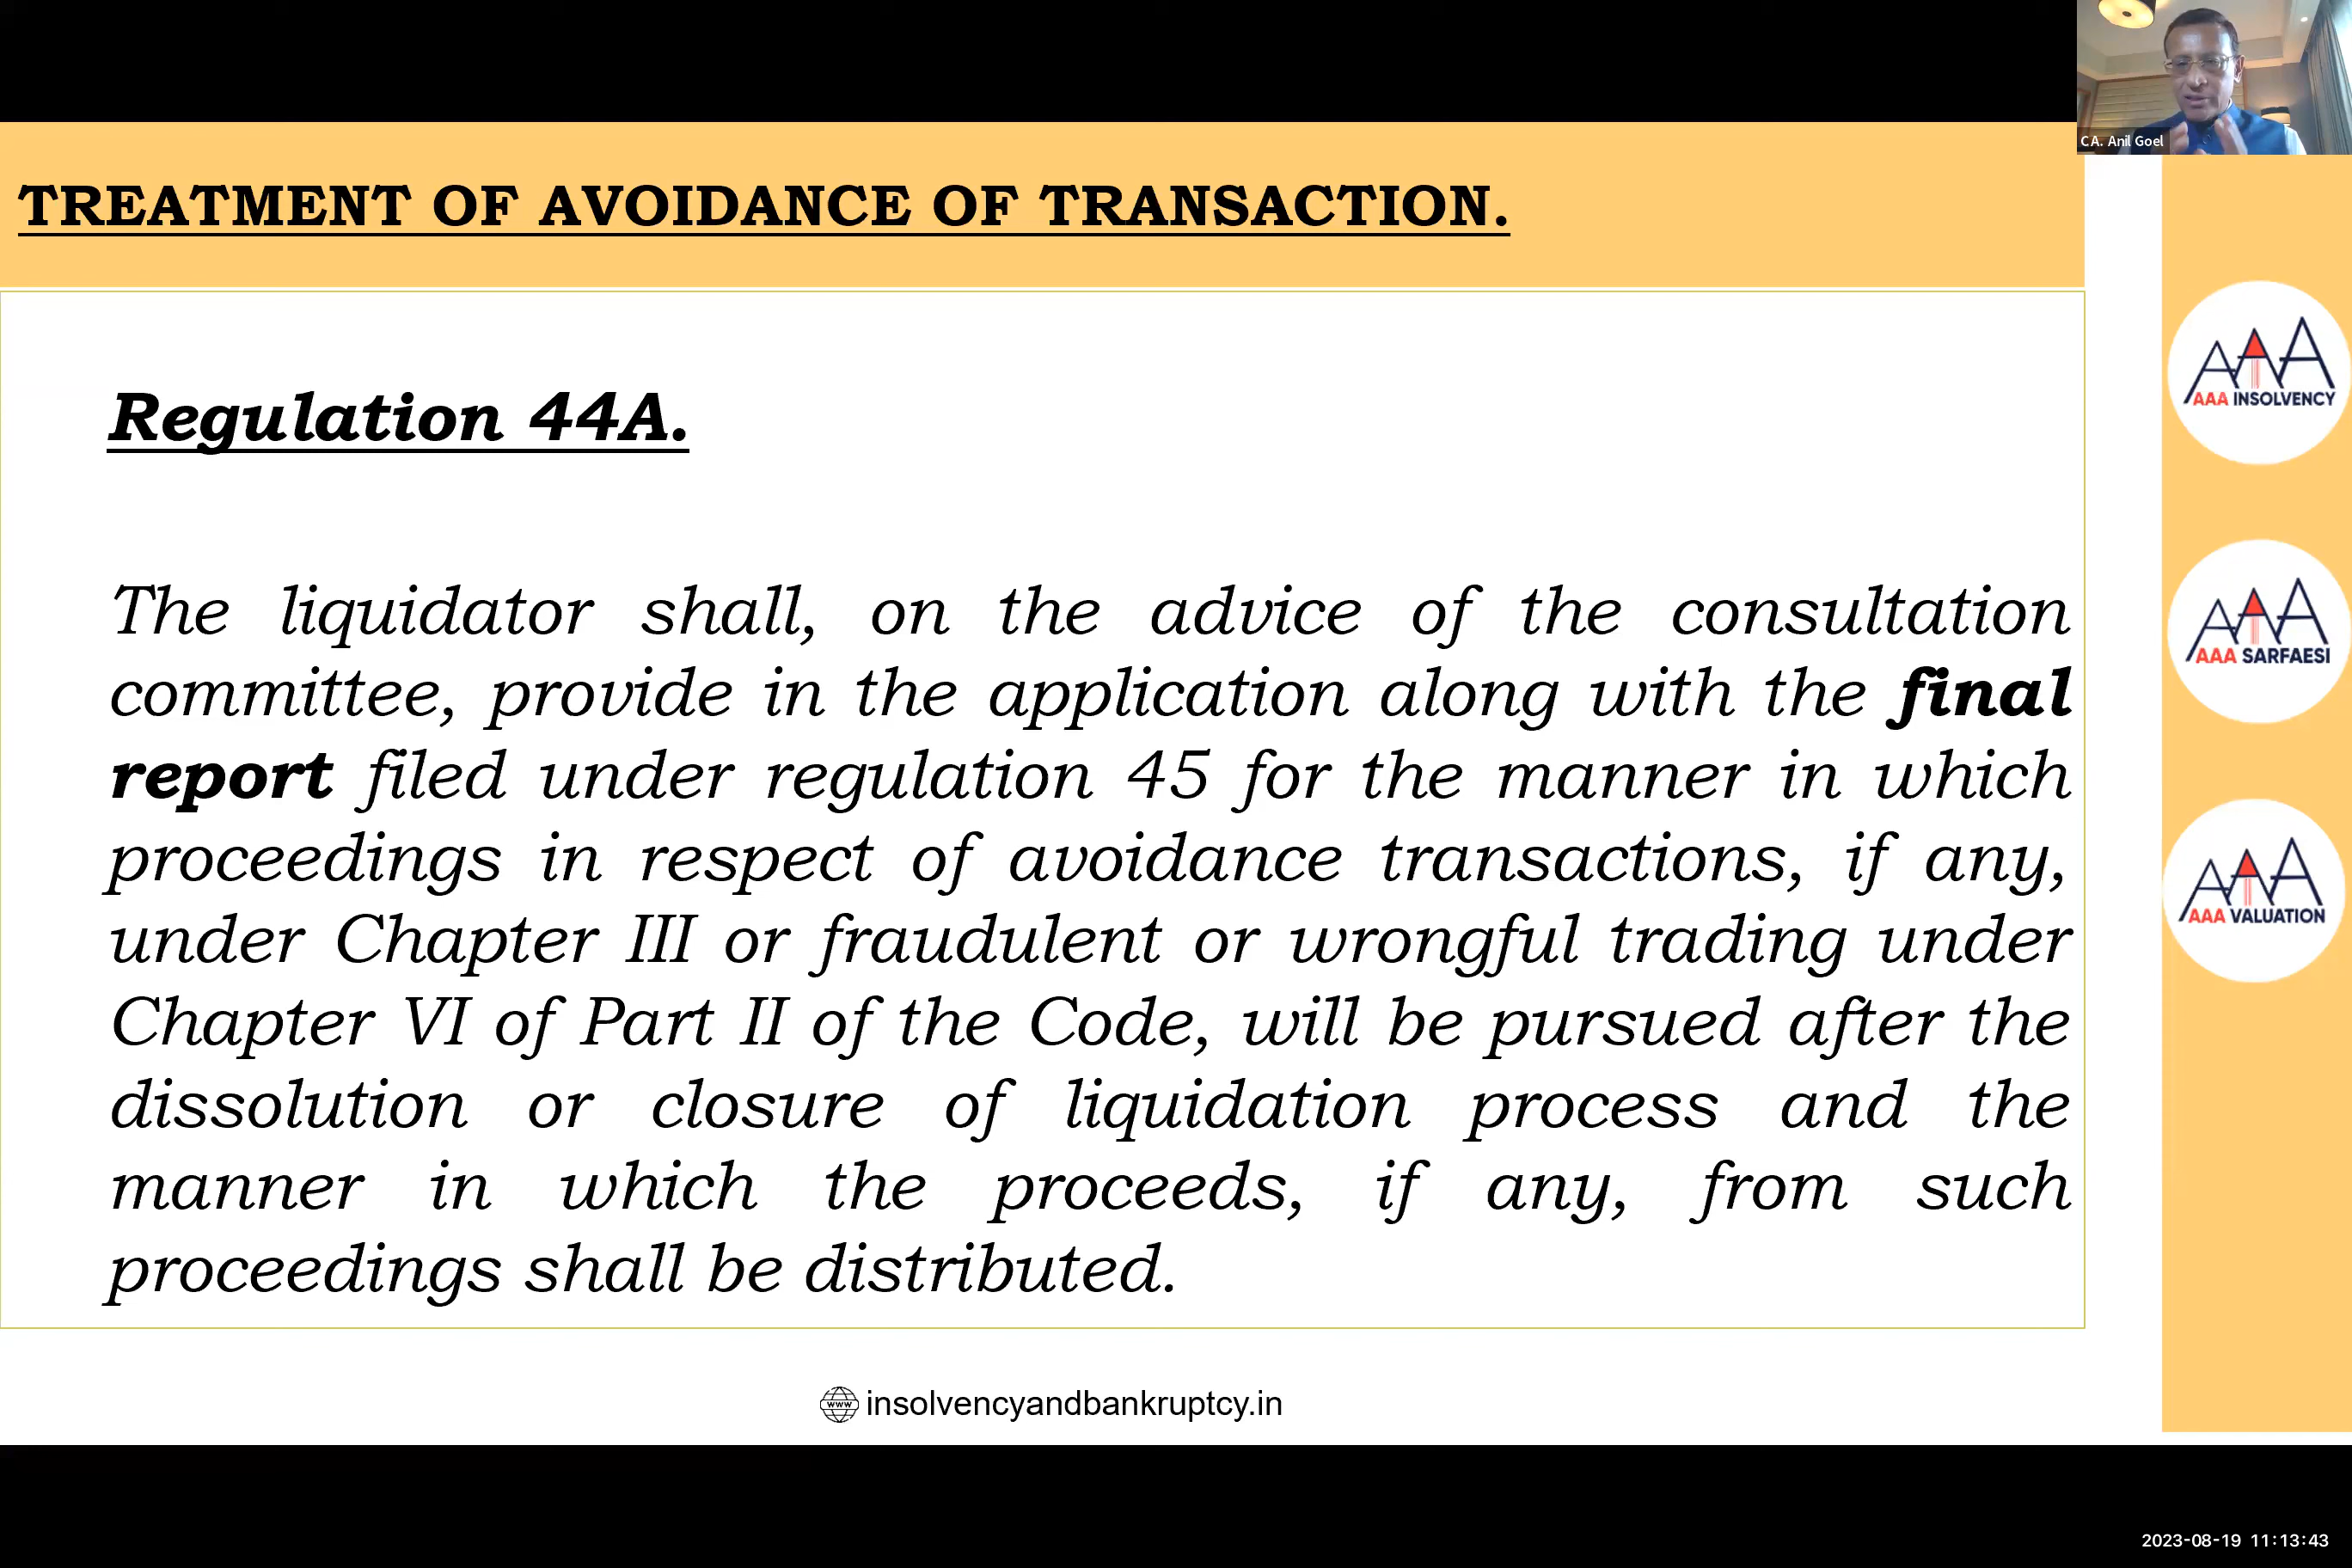 CA. Anil Goel
TREATMENT OF AVOIDANCE OF TRANSACTION.
Regulation 44A.
The liquidator shall, on the advice of the consultation
committee, provide in the application along with the final
report filed under regulation 45 for the manner in which
proceedings in respect of avoidance transactions, if any,
under Chapter III or fraudulent or wrongful trading under
Chapter VI of Part II of the Code, will be pursued after the
dissolution or closure of liquidation process and the
manner in which the proceeds, if any, from such
proceedings shall be distributed.
AAA
AAA INSOLVENCY
AAA
AAA SARFAESI
AAA
AAA VALUATION
www insolvencyandbankruptcy.in
2023-08-19 11:13:43